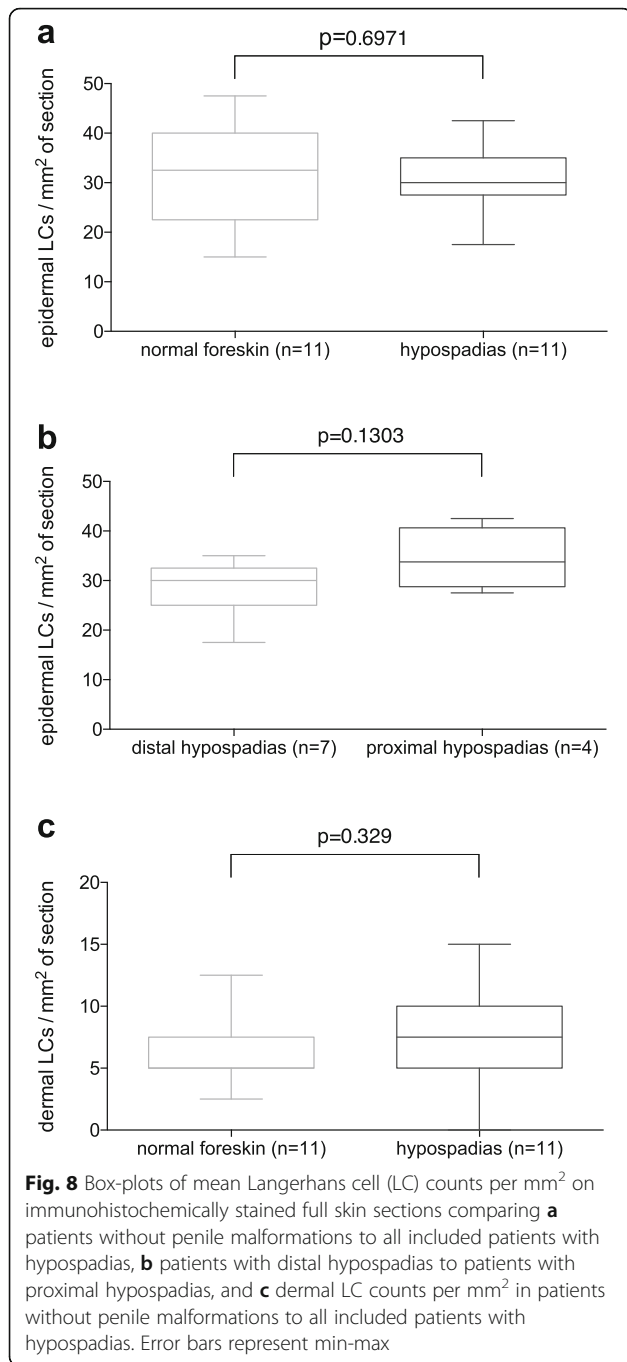 a
p=0.6971
50
40
30
20
10
0
epidermal LCs / mm² of section
normal foreskin (n=11)
hypospadias (n=11)
b
p=0.1303
50
40
30
20
10
0
epidermal LCs / mm² of section
distal hypospadias (n=7)
proximal hypospadias (n=4)
c
p=0.329
20
15
10
5
0
dermal LCs / mm² of section
normal foreskin (n=11)
hypospadias (n=11)
Fig. 8 Box-plots of mean Langerhans cell (LC) counts per mm² on
immunohistochemically stained full skin sections comparing a
patients without penile malformations to all included patients with
hypospadias, b patients with distal hypospadias to patients with
proximal hypospadias, and c dermal LC counts per mm² in patients
without penile malformations to all included patients with
hypospadias. Error bars represent min-max